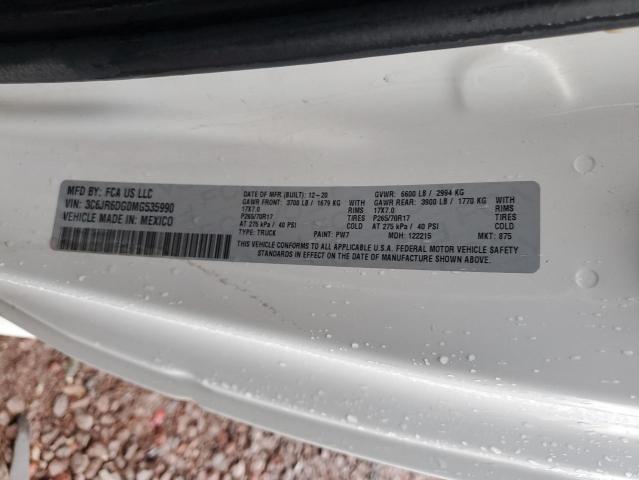 MFD BY: FCA US LLC
VIN: 3C6JR6DG0MG535990
VEHICLE MADE IN: MEXICO
DATE OF MFR. (BUILT): 12-20
GAWR FRONT: 3700 LB / 1679 KG WITH
17X7.0 RIMS
P265/70R17 TIRES
AT 275 kPa / 40 PSI COLD
TYPE: TRUCK PAINT: PW7
GVWR: 6600 LB / 2994 KG
GAWR REAR: 3900 LB / 1770 KG WITH
17X7.0 RIMS
P265/70R17 TIRES
AT 275 kPa / 40 PSI COLD
MDH: 122215 MKT: 875
THIS VEHICLE CONFORMS TO ALL APPLICABLE U.S.A. FEDERAL MOTOR VEHICLE SAFETY
STANDARDS IN EFFECT ON THE DATE OF MANUFACTURE SHOWN ABOVE.